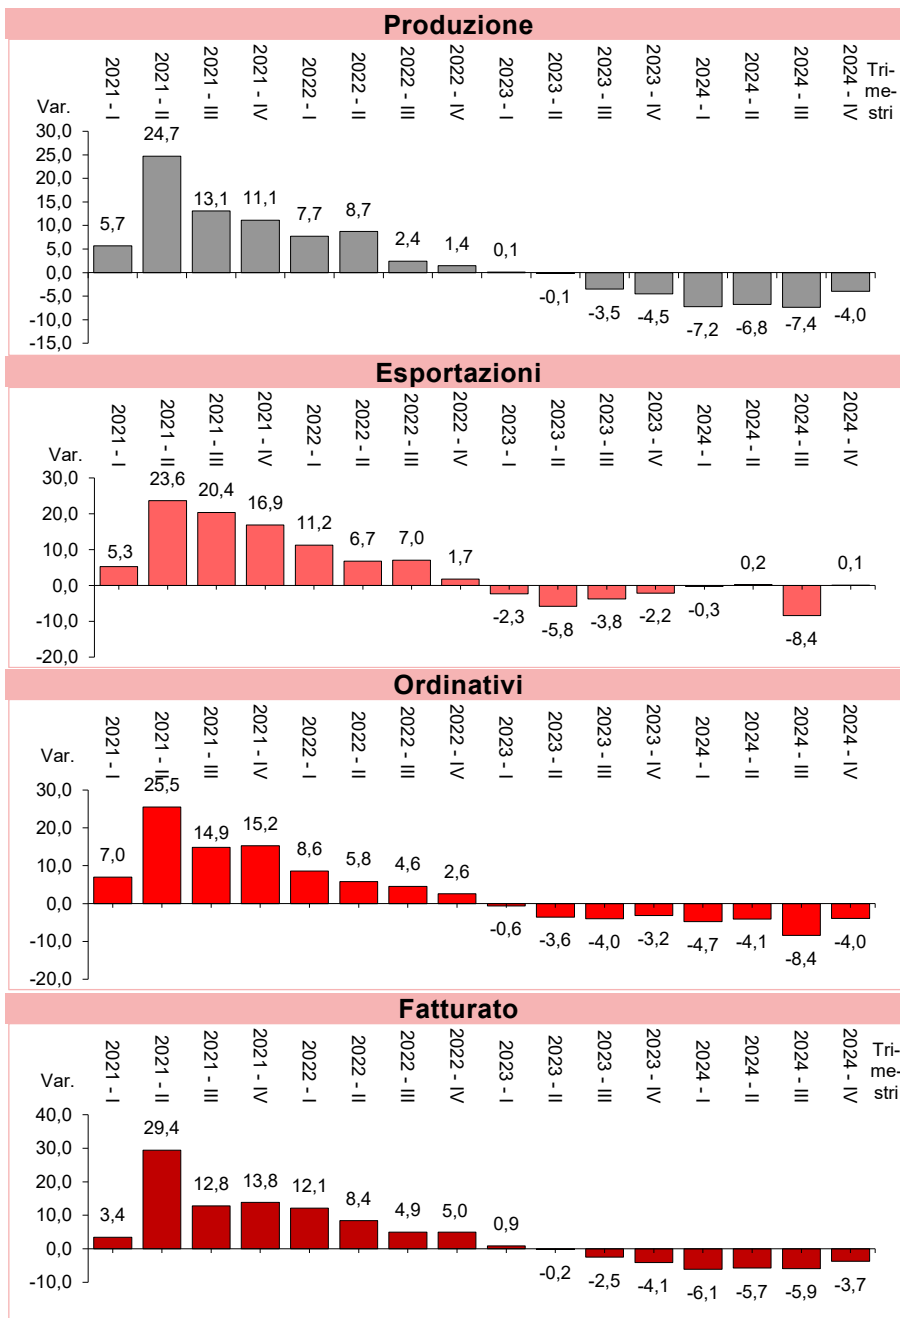 Produzione
2021 - I
2021 - II
2021 - III
2021 - IV
2022 - I
2022 - II
2022 - III
2022 - IV
2023 - I
2023 - II
2023 - III
2023 - IV
2024 - I
2024 - II
2024 - III
2024 - IV
Tri-
me-
stri
Var.
30,0
25,0
20,0
15,0
10,0
5,0
0,0
-5,0
-10,0
-15,0
5,7
24,7
13,1
11,1
7,7
8,7
2,4
1,4
0,1
-0,1
-3,5
-4,5
-7,2
-6,8
-7,4
-4,0
Esportazioni
2021 - I
2021 - II
2021 - III
2021 - IV
2022 - I
2022 - II
2022 - III
2022 - IV
2023 - I
2023 - II
2023 - III
2023 - IV
2024 - I
2024 - II
2024 - III
2024 - IV
Var.
30,0
20,0
10,0
0,0
-10,0
-20,0
5,3
23,6
20,4
16,9
11,2
6,7
7,0
1,7
-2,3
-5,8
-3,8
-2,2
-0,3
0,2
-8,4
0,1
Ordinativi
2021 - I
2021 - II
2021 - III
2021 - IV
2022 - I
2022 - II
2022 - III
2022 - IV
2023 - I
2023 - II
2023 - III
2023 - IV
2024 - I
2024 - II
2024 - III
2024 - IV
Var.
30,0
20,0
10,0
0,0
-10,0
-20,0
7,0
25,5
14,9
15,2
8,6
5,8
4,6
2,6
-0,6
-3,6
-4,0
-3,2
-4,7
-4,1
-8,4
-4,0
Fatturato
2021 - I
2021 - II
2021 - III
2021 - IV
2022 - I
2022 - II
2022 - III
2022 - IV
2023 - I
2023 - II
2023 - III
2023 - IV
2024 - I
2024 - II
2024 - III
2024 - IV
Tri-
me-
stri
Var.
40,0
30,0
20,0
10,0
0,0
-10,0
3,4
29,4
12,8
13,8
12,1
8,4
4,9
5,0
0,9
-0,2
-2,5
-4,1
-6,1
-5,7
-5,9
-3,7